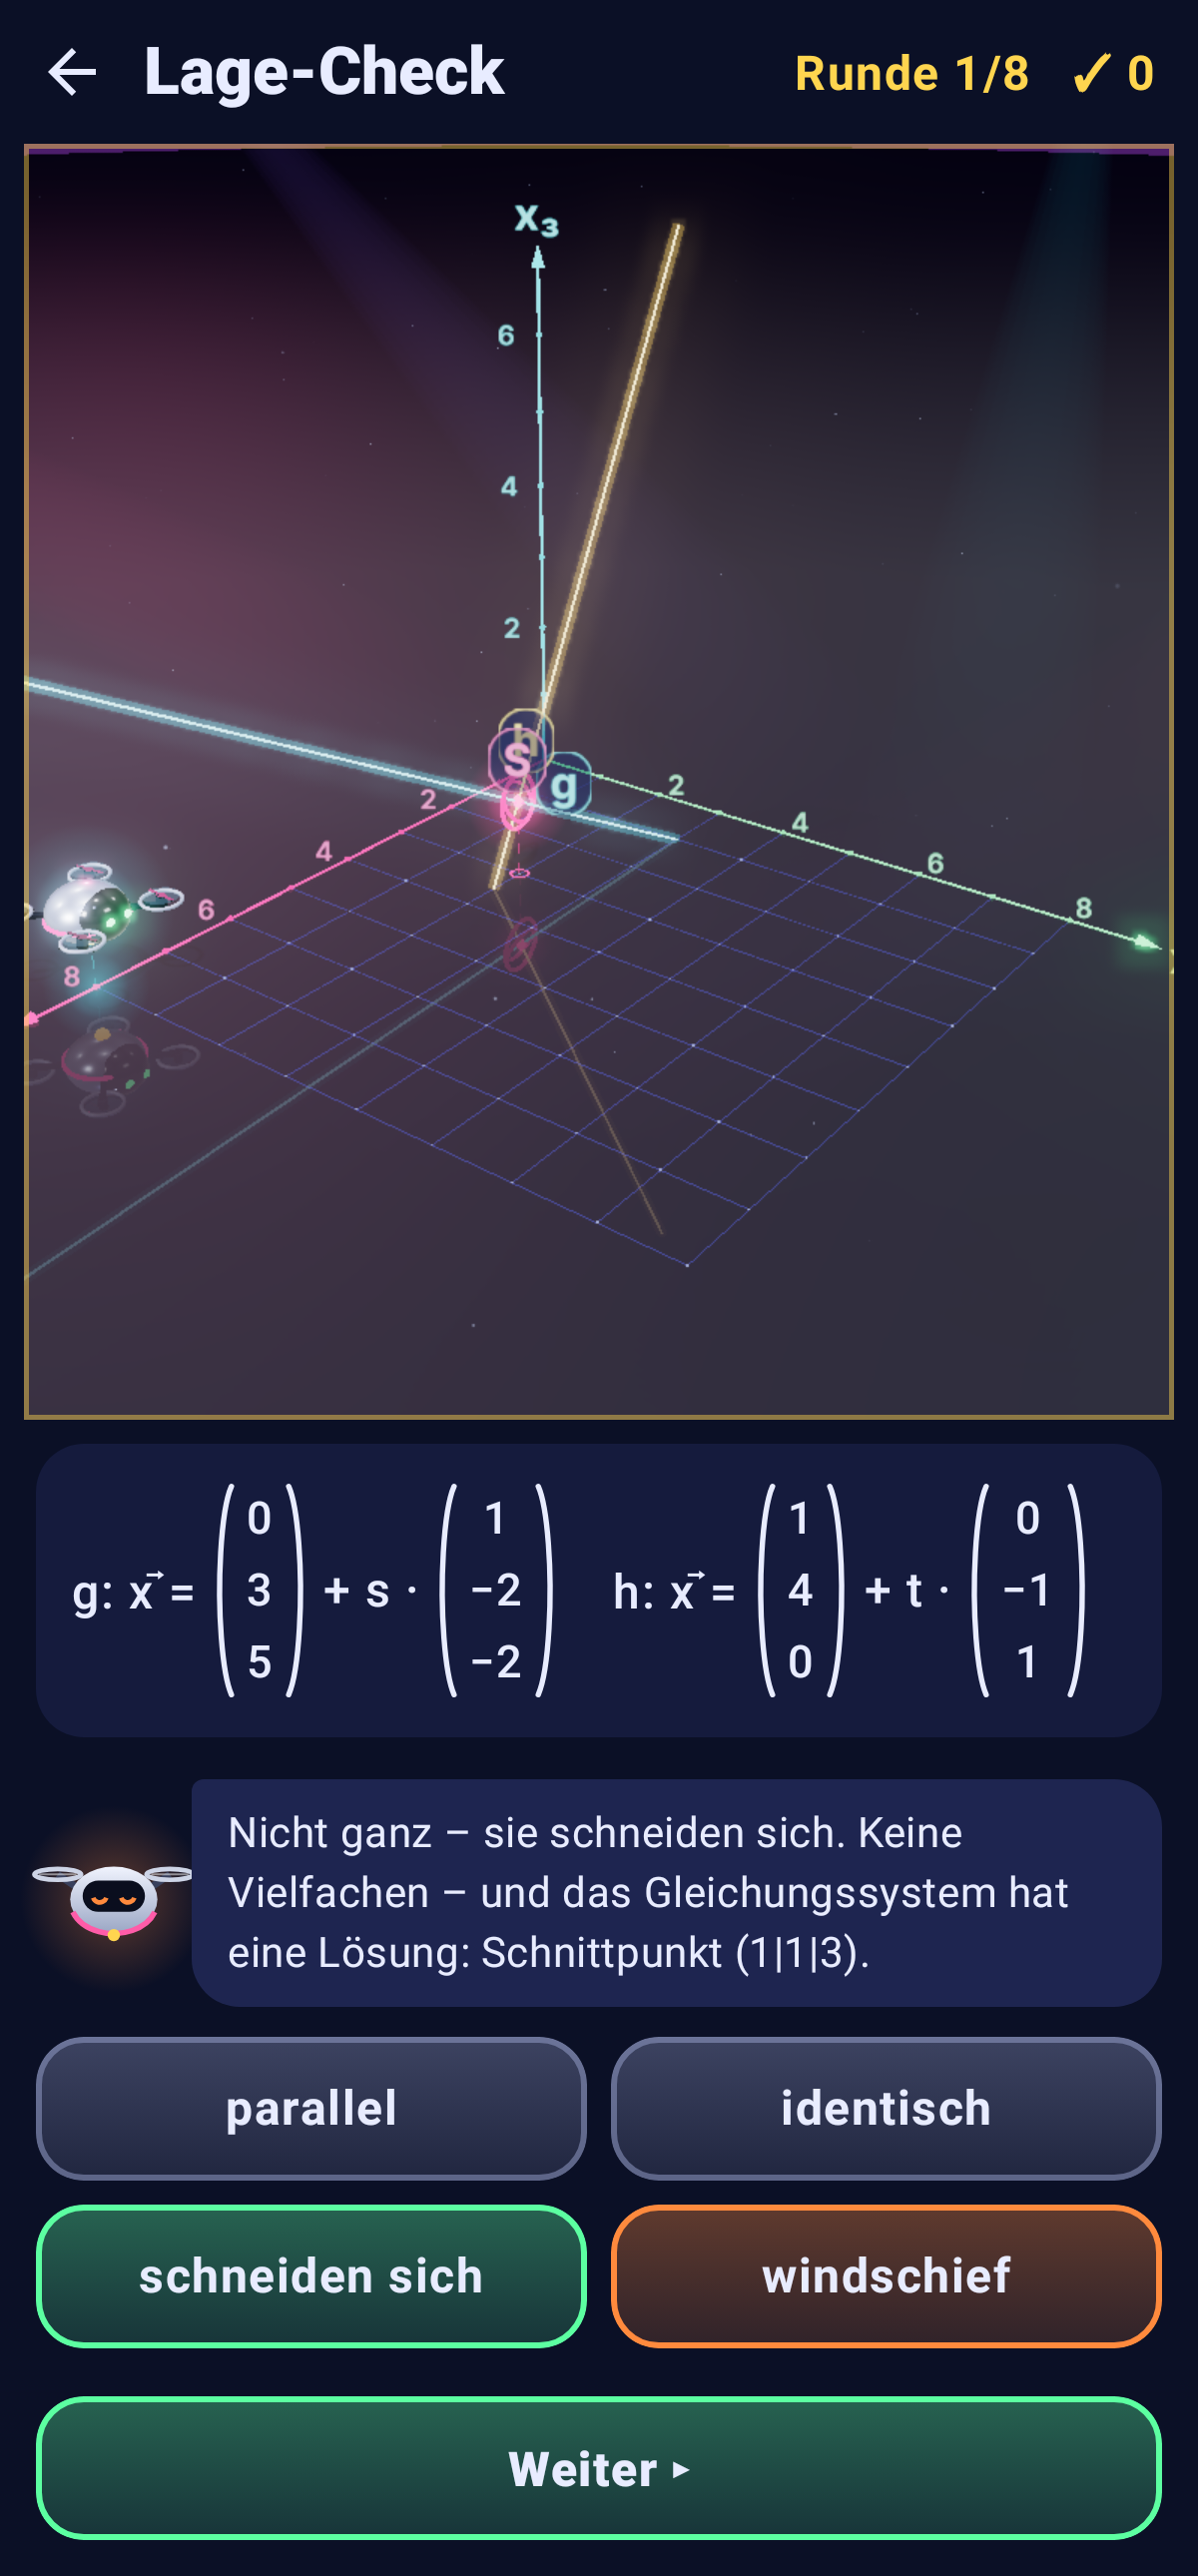 Lage-Check
Runde 1/8 ✓ 0
x₃
6
4
2
h
S
g
2
4
6
8
2
4
6
8
g: x⃗ = (0 3 5) + s · (1 −2 −2) h: x⃗ = (1 4 0) + t · (0 −1 1)
Nicht ganz – sie schneiden sich. Keine
Vielfachen – und das Gleichungssystem hat
eine Lösung: Schnittpunkt (1|1|3).
parallel
identisch
schneiden sich
windschief
Weiter ▸